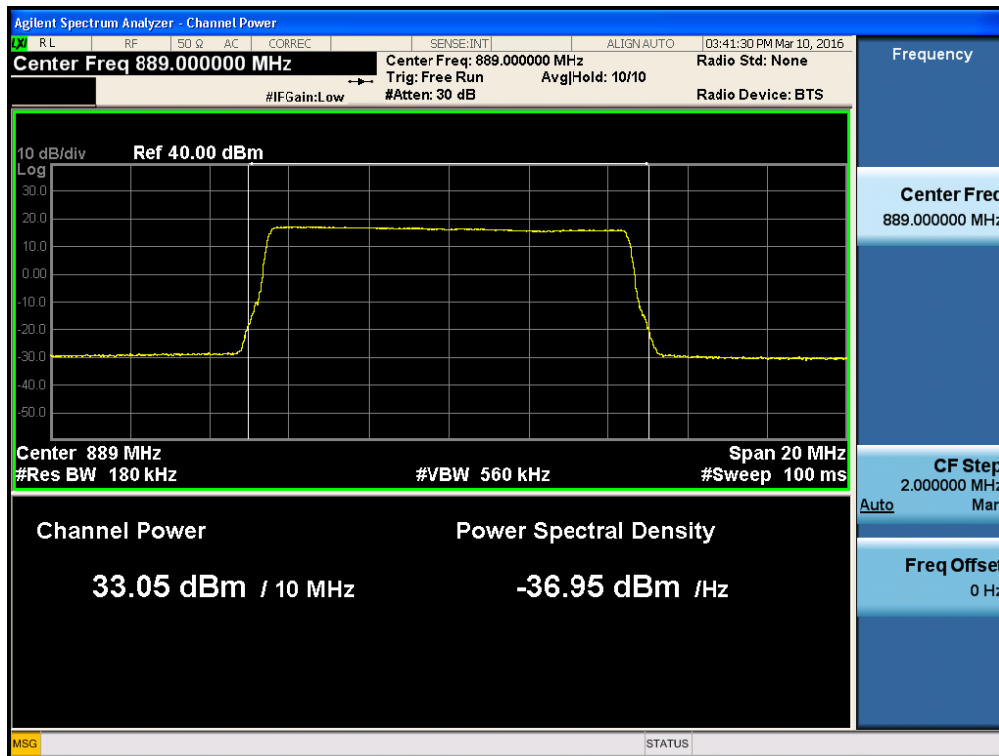 Agilent Spectrum Analyzer - Channel Power
LXI RL RF 50 Ω AC CORREC SENSE:INT ALIGN AUTO 03:41:30 PM Mar 10, 2016
Center Freq 889.000000 MHz Center Freq: 889.000000 MHz Radio Std: None
Trig: Free Run Avg|Hold: 10/10
#IFGain:Low #Atten: 30 dB Radio Device: BTS
10 dB/div Ref 40.00 dBm
Log
30.0
20.0
10.0
0.00
-10.0
-20.0
-30.0
-40.0
-50.0
Center 889 MHz Span 20 MHz
#Res BW 180 kHz #VBW 560 kHz #Sweep 100 ms
Channel Power Power Spectral Density
33.05 dBm / 10 MHz -36.95 dBm /Hz
MSG STATUS
Frequency
Center Freq
889.000000 MHz
CF Step
2.000000 MHz
Auto Man
Freq Offset
0 Hz